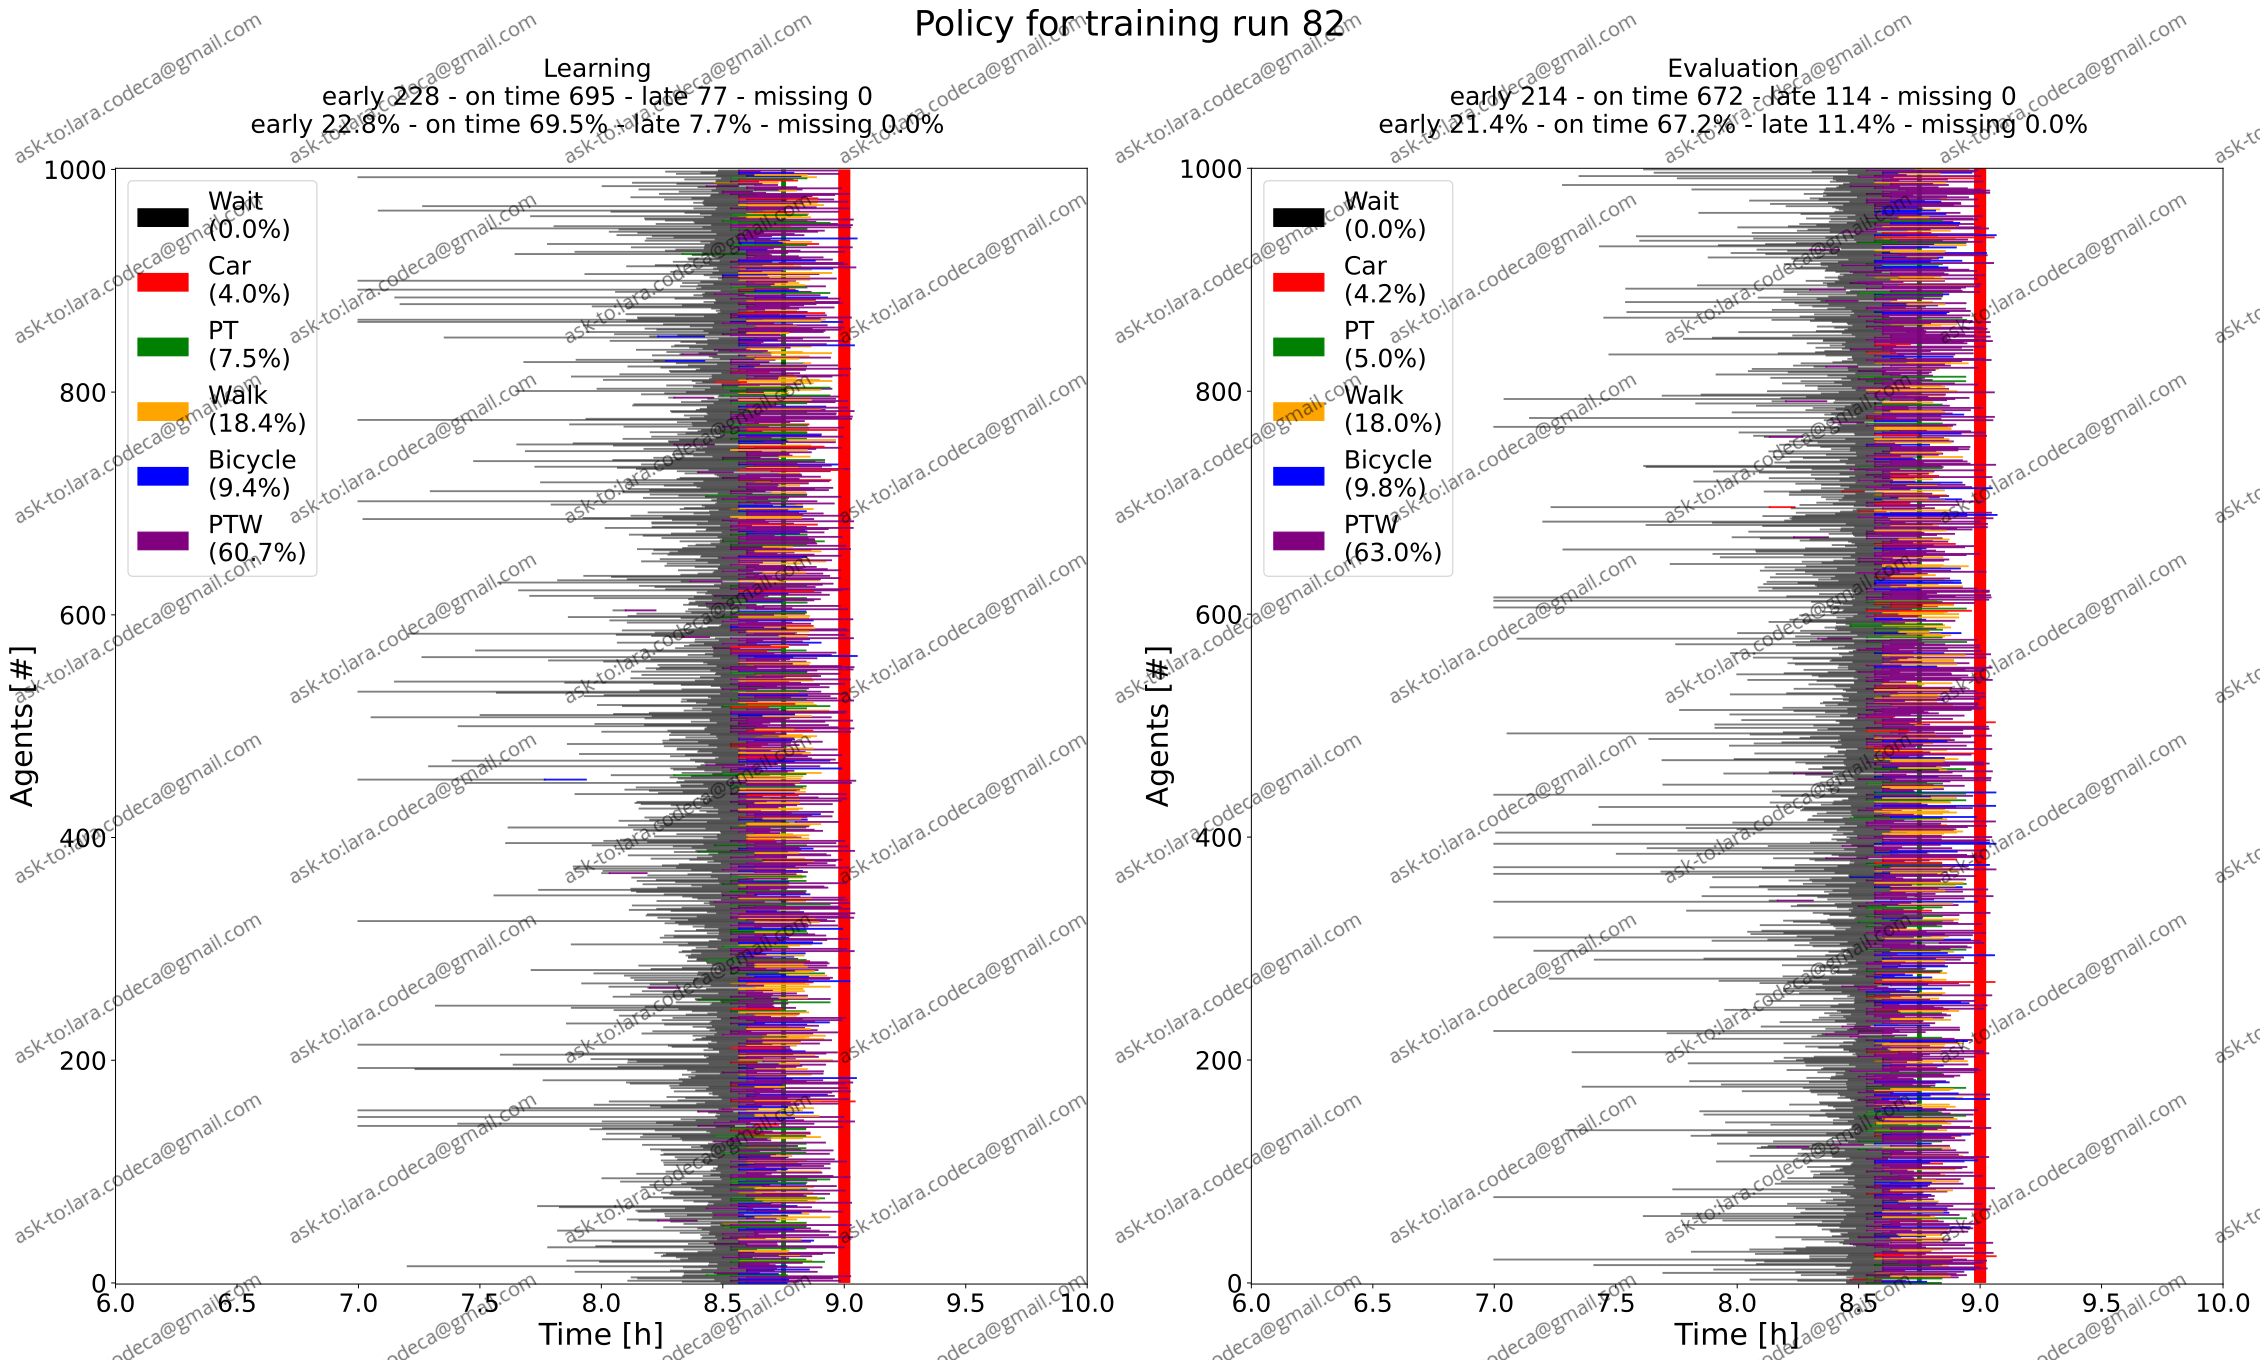 Policy for training run 82
Learning
early 228 - on time 695 - late 77 - missing 0
early 22.8% - on time 69.5% - late 7.7% - missing 0.0%
Agents [#]
1000
800
600
400
200
0
Wait
(0.0%)
Car
(4.0%)
PT
(7.5%)
Walk
(18.4%)
Bicycle
(9.4%)
PTW
(60.7%)
6.0 6.5 7.0 7.5 8.0 8.5 9.0 9.5 10.0
Time [h]
Evaluation
early 214 - on time 672 - late 114 - missing 0
early 21.4% - on time 67.2% - late 11.4% - missing 0.0%
Agents [#]
1000
800
600
400
200
0
Wait
(0.0%)
Car
(4.2%)
PT
(5.0%)
Walk
(18.0%)
Bicycle
(9.8%)
PTW
(63.0%)
6.0 6.5 7.0 7.5 8.0 8.5 9.0 9.5 10.0
Time [h]
ask-to:lara.codeca@gmail.com